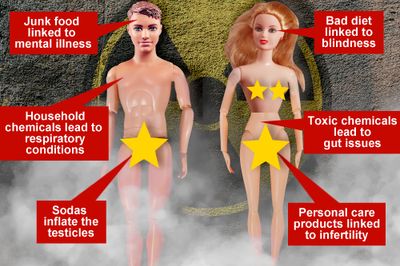 Junk food
linked to
mental illness
Bad diet
linked to
blindness
Household
chemicals lead to
respiratory
conditions
Toxic chemicals
lead to
gut issues
Sodas
inflate the
testicles
Personal care
products linked
to infertility